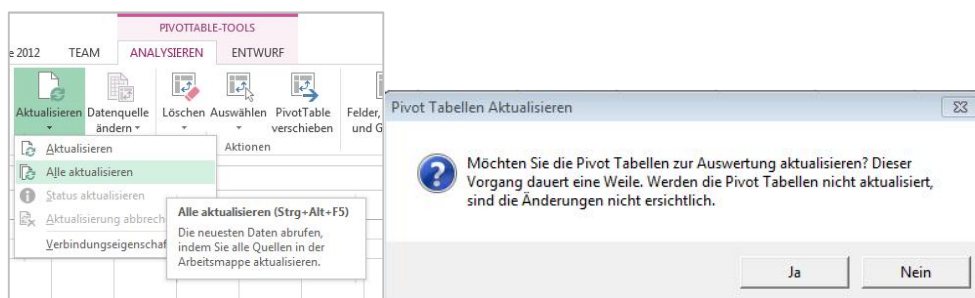 PIVOTTABLE-TOOLS
e 2012 TEAM ANALYSIEREN ENTWURF
Aktualisieren Datenquelle Löschen Auswählen PivotTable Felder,
ändern verschieben und G
Aktionen
Aktualisieren
Alle aktualisieren
Status aktualisieren
Aktualisierung abbrech
Verbindungseigenschaf
Alle aktualisieren (Strg+Alt+F5)
Die neuesten Daten abrufen,
indem Sie alle Quellen in der
Arbeitsmappe aktualisieren.
Pivot Tabellen Aktualisieren
Möchten Sie die Pivot Tabellen zur Auswertung aktualisieren? Dieser
Vorgang dauert eine Weile. Werden die Pivot Tabellen nicht aktualisiert,
sind die Änderungen nicht ersichtlich.
Ja Nein